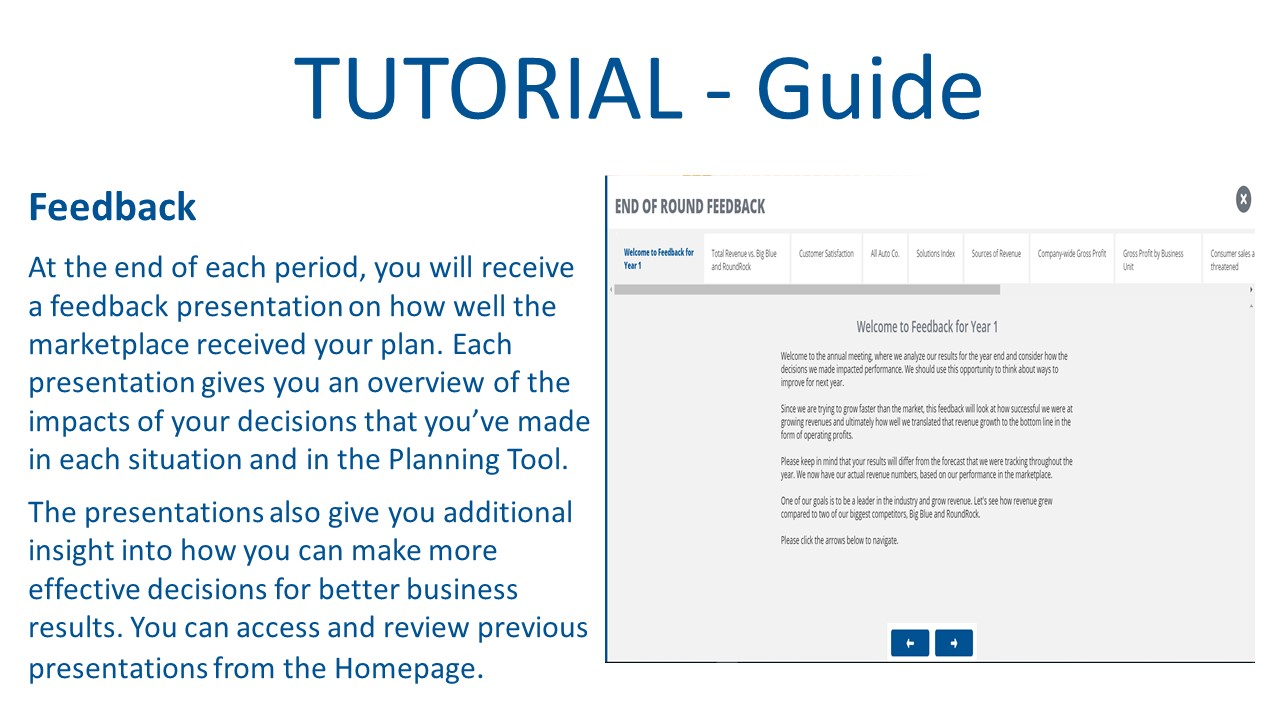 TUTORIAL - Guide
Feedback
At the end of each period, you will receive
a feedback presentation on how well the
marketplace received your plan. Each
presentation gives you an overview of the
impacts of your decisions that you’ve made
in each situation and in the Planning Tool.
The presentations also give you additional
insight into how you can make more
effective decisions for better business
results. You can access and review previous
presentations from the Homepage.
END OF ROUND FEEDBACK
Welcome to Feedback for
Year 1
Total Revenue vs. Big Blue
and RoundRock
Customer Satisfaction
All Auto Co.
Solutions Index
Sources of Revenue
Company-wide Gross Profit
Gross Profit by Business
Unit
Consumer sales a
threatened
Welcome to Feedback for Year 1
Welcome to the annual meeting, where we analyze our results for the year end and consider how the
decisions we made impacted performance. We should use this opportunity to think about ways to
improve for next year.
Since we are trying to grow faster than the market, this feedback will look at how successful we were at
growing revenues and ultimately how well we translated that revenue growth to the bottom line in the
form of operating profits.
Please keep in mind that your results will differ from the forecast that we were tracking throughout the
year. We now have our actual revenue numbers, based on our performance in the marketplace.
One of our goals is to be a leader in the industry and grow revenue. Let's see how revenue grew
compared to two of our biggest competitors, Big Blue and RoundRock.
Please click the arrows below to navigate.